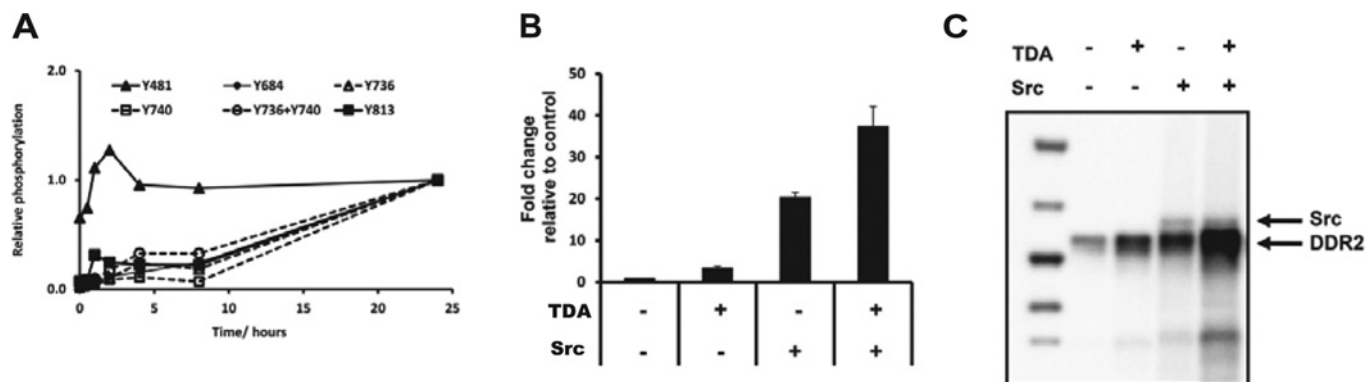 A
Relative phosphorylation
2.0
1.0
0.0
Y481 Y684 Y736
Y740 Y736+Y740 Y813
0 5 10 15 20 25
Time/ hours
B
Fold change
relative to control
50
40
30
20
10
0
TDA - + - +
Src - - + +
C
TDA - + - +
Src - - + +
Src
DDR2